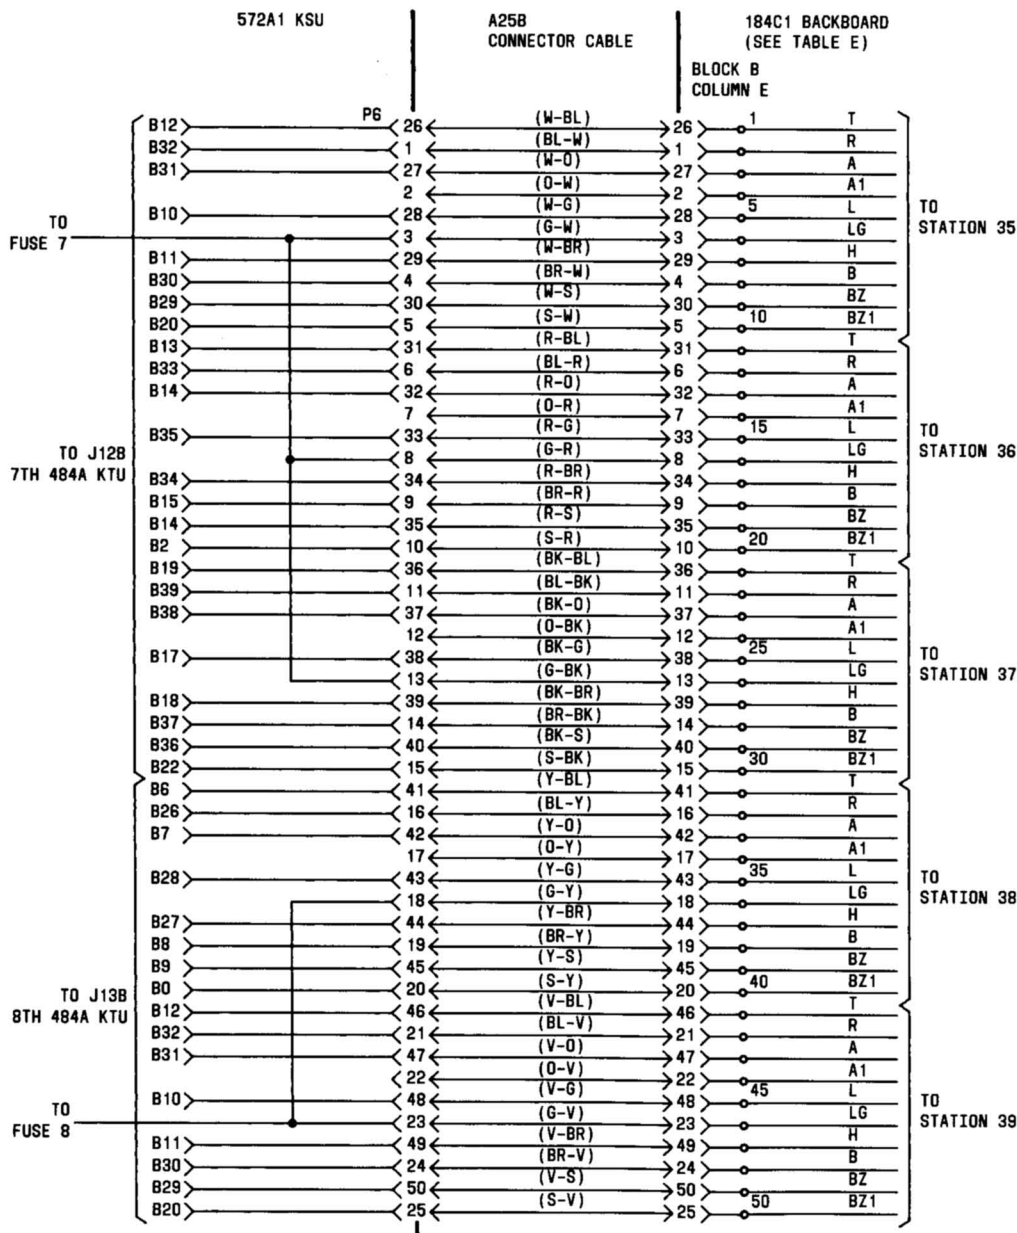 572A1 KSU A25B 184C1 BACKBOARD
CONNECTOR CABLE (SEE TABLE E)
BLOCK B
COLUMN E
P6
B12 26 (W-BL) 26 1 T
B32 1 (BL-W) 1 R
B31 27 (W-O) 27 A
2 (O-W) 2 A1
B10 28 (W-G) 28 5 L
TO
FUSE 7
3 (G-W) 3 LG
B11 29 (W-BR) 29 H
B30 4 (BR-W) 4 B
B29 30 (W-S) 30 BZ
B20 5 (S-W) 5 10 BZ1
TO
STATION 35
B13 31 (R-BL) 31 T
B33 6 (BL-R) 6 R
B14 32 (R-O) 32 A
7 (O-R) 7 A1
B35 33 (R-G) 33 15 L
TO J12B
7TH 484A KTU
8 (G-R) 8 LG
B34 34 (R-BR) 34 H
B15 9 (BR-R) 9 B
B14 35 (R-S) 35 BZ
B2 10 (S-R) 10 20 BZ1
TO
STATION 36
B19 36 (BK-BL) 36 T
B39 11 (BL-BK) 11 R
B38 37 (BK-O) 37 A
12 (O-BK) 12 A1
B17 38 (BK-G) 38 25 L
13 (G-BK) 13 LG
B18 39 (BK-BR) 39 H
B37 14 (BR-BK) 14 B
B36 40 (BK-S) 40 BZ
B22 15 (S-BK) 15 30 BZ1
TO
STATION 37
B6 41 (Y-BL) 41 T
B26 16 (BL-Y) 16 R
B7 42 (Y-O) 42 A
17 (O-Y) 17 A1
B28 43 (Y-G) 43 35 L
18 (G-Y) 18 LG
B27 44 (Y-BR) 44 H
B8 19 (BR-Y) 19 B
B9 45 (Y-S) 45 BZ
B0 20 (S-Y) 20 40 BZ1
TO
STATION 38
TO J13B
8TH 484A KTU
B12 46 (V-BL) 46 T
B32 21 (BL-V) 21 R
B31 47 (V-O) 47 A
22 (O-V) 22 A1
B10 48 (V-G) 48 45 L
TO
FUSE 8
23 (G-V) 23 LG
B11 49 (V-BR) 49 H
B30 24 (BR-V) 24 B
B29 50 (V-S) 50 BZ
B20 25 (S-V) 25 50 BZ1
TO
STATION 39